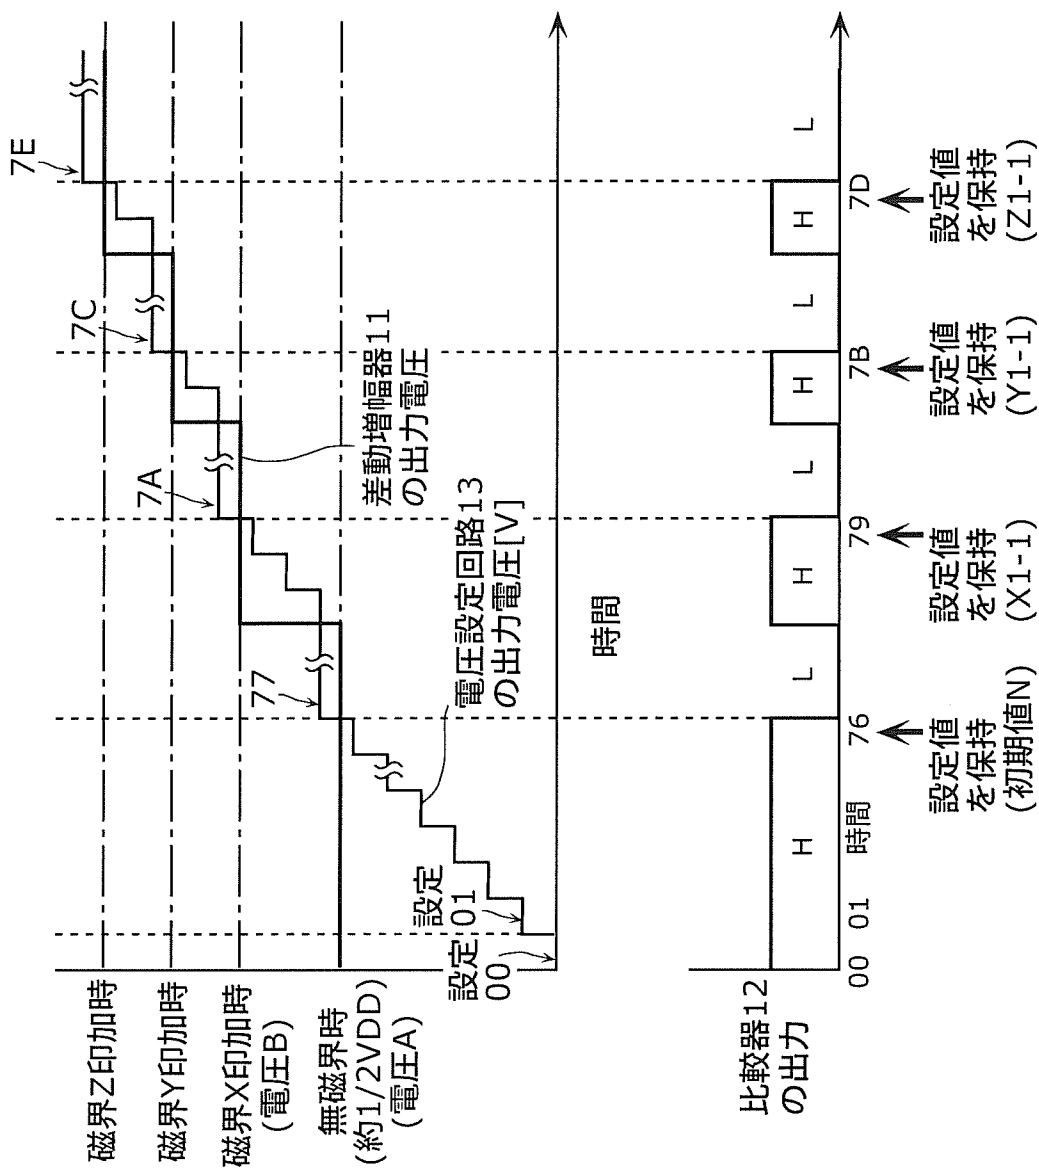 磁界Z印加時
磁界Y印加時
磁界X印加時
(電圧B)
無磁界時
(約1/2VDD)
(電圧A)
7E
7C
7A
77
差動増幅器11
の出力電圧
電圧設定回路13
の出力電圧[V]
設定
01
設定
00
時間
比較器12
の出力
H
L
H
L
H
L
H
L
00
01
時間
76
79
7B
7D
設定値
を保持
(初期値N)
設定値
を保持
(X1-1)
設定値
を保持
(Y1-1)
設定値
を保持
(Z1-1)